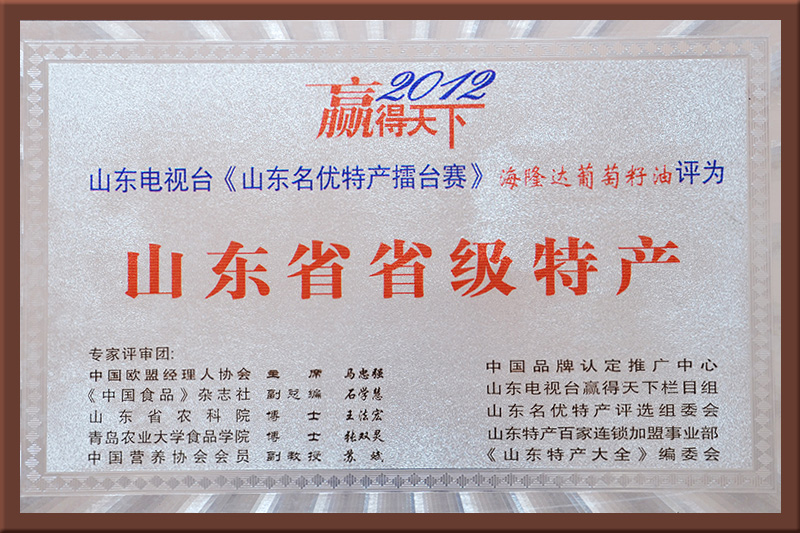 2012
赢得天下
山东电视台《山东名优特产擂台赛》海隆达葡萄籽油评为
山东省省级特产
专家评审团:
中国欧盟经理人协会 主席 马忠强
《中国食品》杂志社 副总编 石学慧
山东省农科院 博士 王法宏
青岛农业大学食品学院 博士 张双灵
中国营养协会会员 副教授 苏斌
中国品牌认定推广中心
山东电视台赢得天下栏目组
山东名优特产评选组委会
山东特产百家连锁加盟事业部
《山东特产大全》编委会